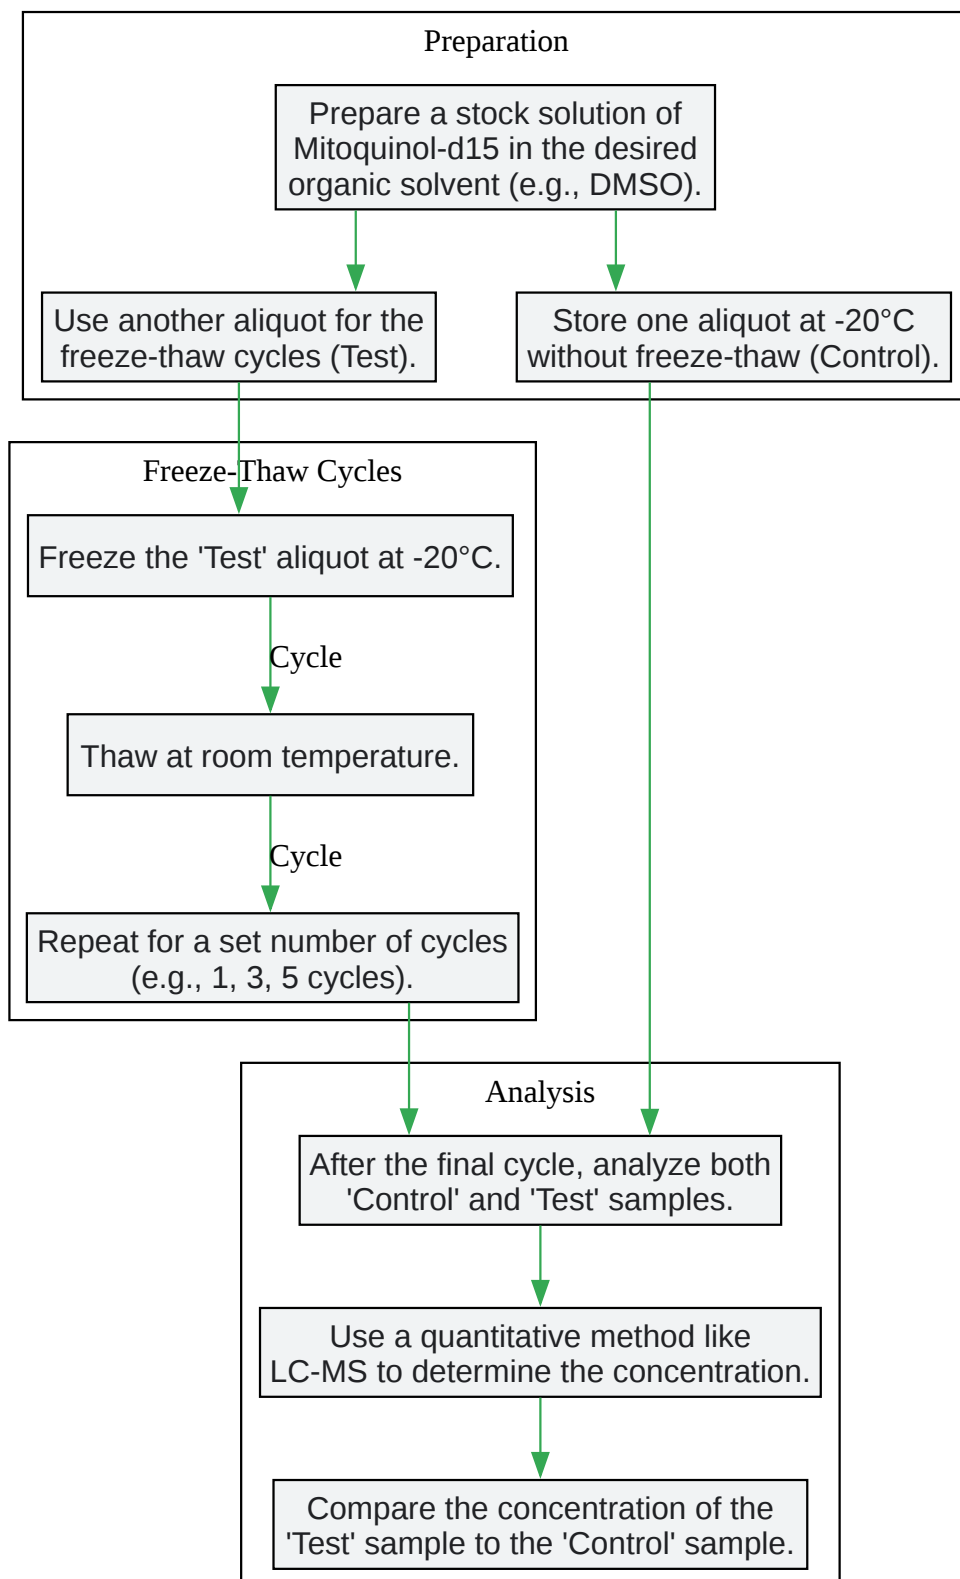 Preparation
Prepare a stock solution of
Mitoquinol-d15 in the desired
organic solvent (e.g., DMSO).
Use another aliquot for the
freeze-thaw cycles (Test).
Store one aliquot at -20°C
without freeze-thaw (Control).
Freeze-Thaw Cycles
Freeze the 'Test' aliquot at -20°C.
Cycle
Thaw at room temperature.
Cycle
Repeat for a set number of cycles
(e.g., 1, 3, 5 cycles).
Analysis
After the final cycle, analyze both
'Control' and 'Test' samples.
Use a quantitative method like
LC-MS to determine the concentration.
Compare the concentration of the
'Test' sample to the 'Control' sample.